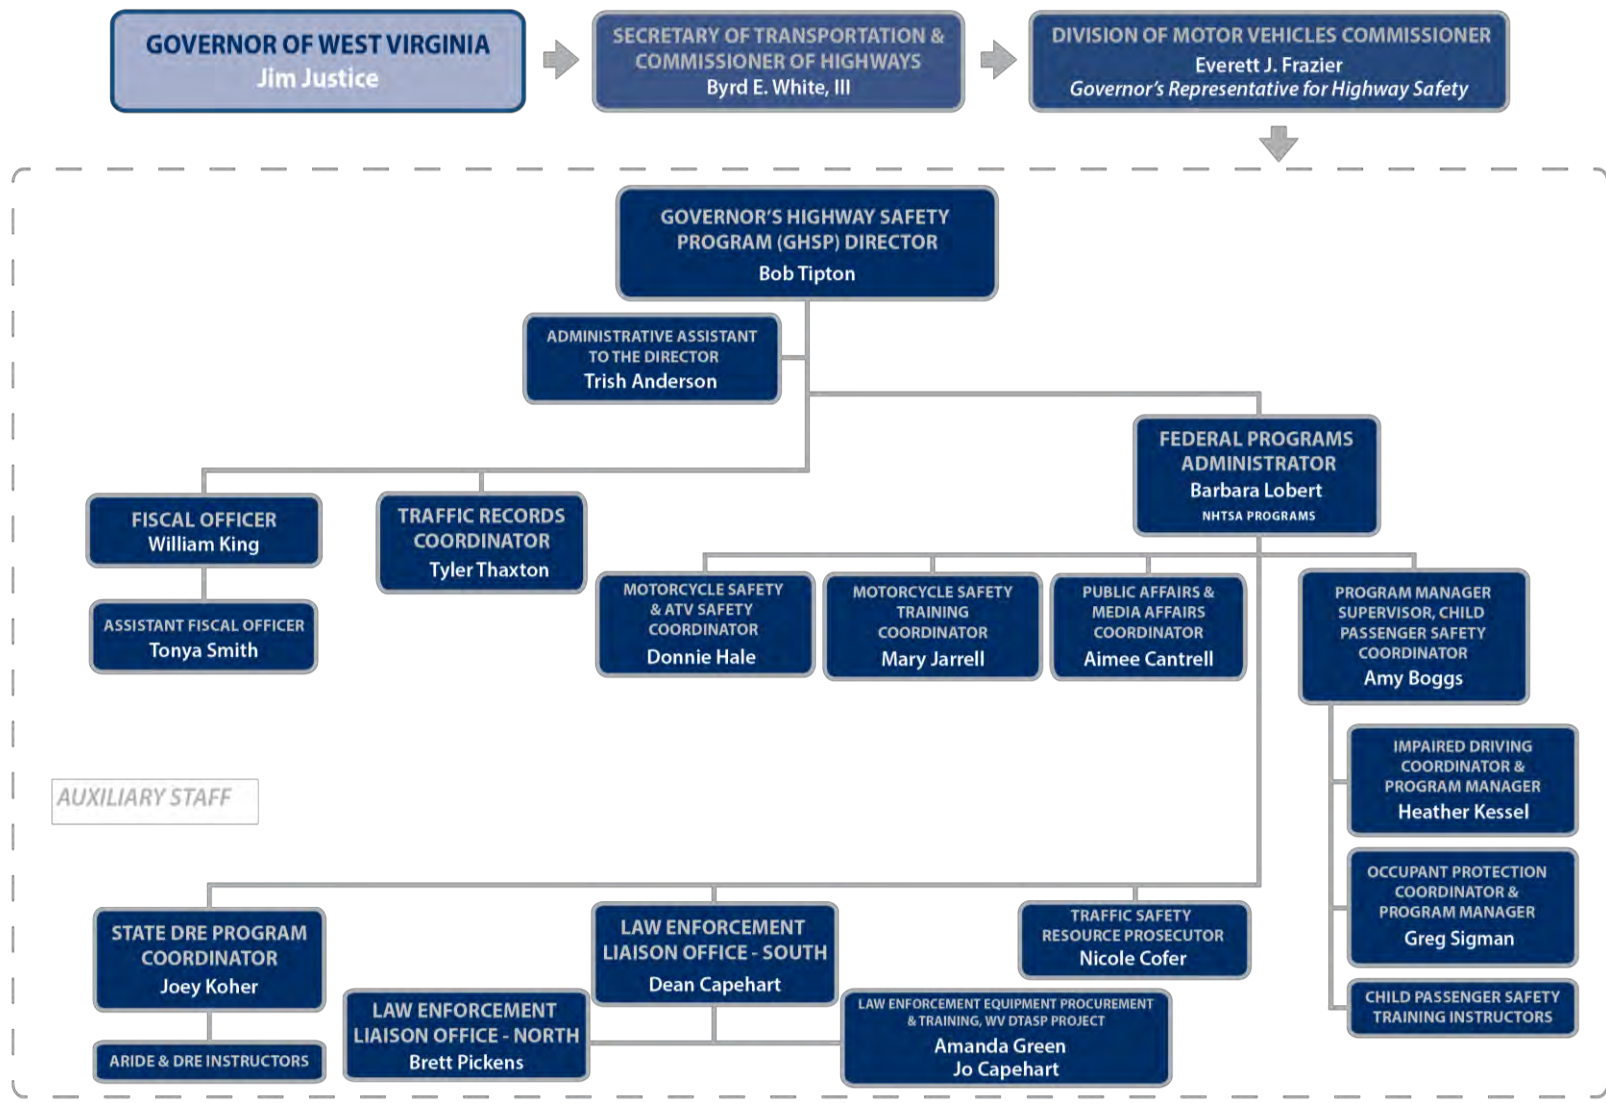 GOVERNOR OF WEST VIRGINIA
Jim Justice
SECRETARY OF TRANSPORTATION &
COMMISSIONER OF HIGHWAYS
Byrd E. White, III
DIVISION OF MOTOR VEHICLES COMMISSIONER
Everett J. Frazier
Governor's Representative for Highway Safety
GOVERNOR'S HIGHWAY SAFETY
PROGRAM (GHSP) DIRECTOR
Bob Tipton
ADMINISTRATIVE ASSISTANT
TO THE DIRECTOR
Trish Anderson
FEDERAL PROGRAMS
ADMINISTRATOR
Barbara Lobert
NHTSA PROGRAMS
FISCAL OFFICER
William King
TRAFFIC RECORDS
COORDINATOR
Tyler Thaxton
ASSISTANT FISCAL OFFICER
Tonya Smith
MOTORCYCLE SAFETY
& ATV SAFETY
COORDINATOR
Donnie Hale
MOTORCYCLE SAFETY
TRAINING
COORDINATOR
Mary Jarrell
PUBLIC AFFAIRS &
MEDIA AFFAIRS
COORDINATOR
Aimee Cantrell
PROGRAM MANAGER
SUPERVISOR, CHILD
PASSENGER SAFETY
COORDINATOR
Amy Boggs
IMPAIRED DRIVING
COORDINATOR &
PROGRAM MANAGER
Heather Kessel
OCCUPANT PROTECTION
COORDINATOR &
PROGRAM MANAGER
Greg Sigman
CHILD PASSENGER SAFETY
TRAINING INSTRUCTORS
AUXILIARY STAFF
STATE DRE PROGRAM
COORDINATOR
Joey Koher
ARIDE & DRE INSTRUCTORS
LAW ENFORCEMENT
LIAISON OFFICE - SOUTH
Dean Capehart
LAW ENFORCEMENT
LIAISON OFFICE - NORTH
Brett Pickens
LAW ENFORCEMENT EQUIPMENT PROCUREMENT
& TRAINING, WV DTASP PROJECT
Amanda Green
Jo Capehart
TRAFFIC SAFETY
RESOURCE PROSECUTOR
Nicole Cofer